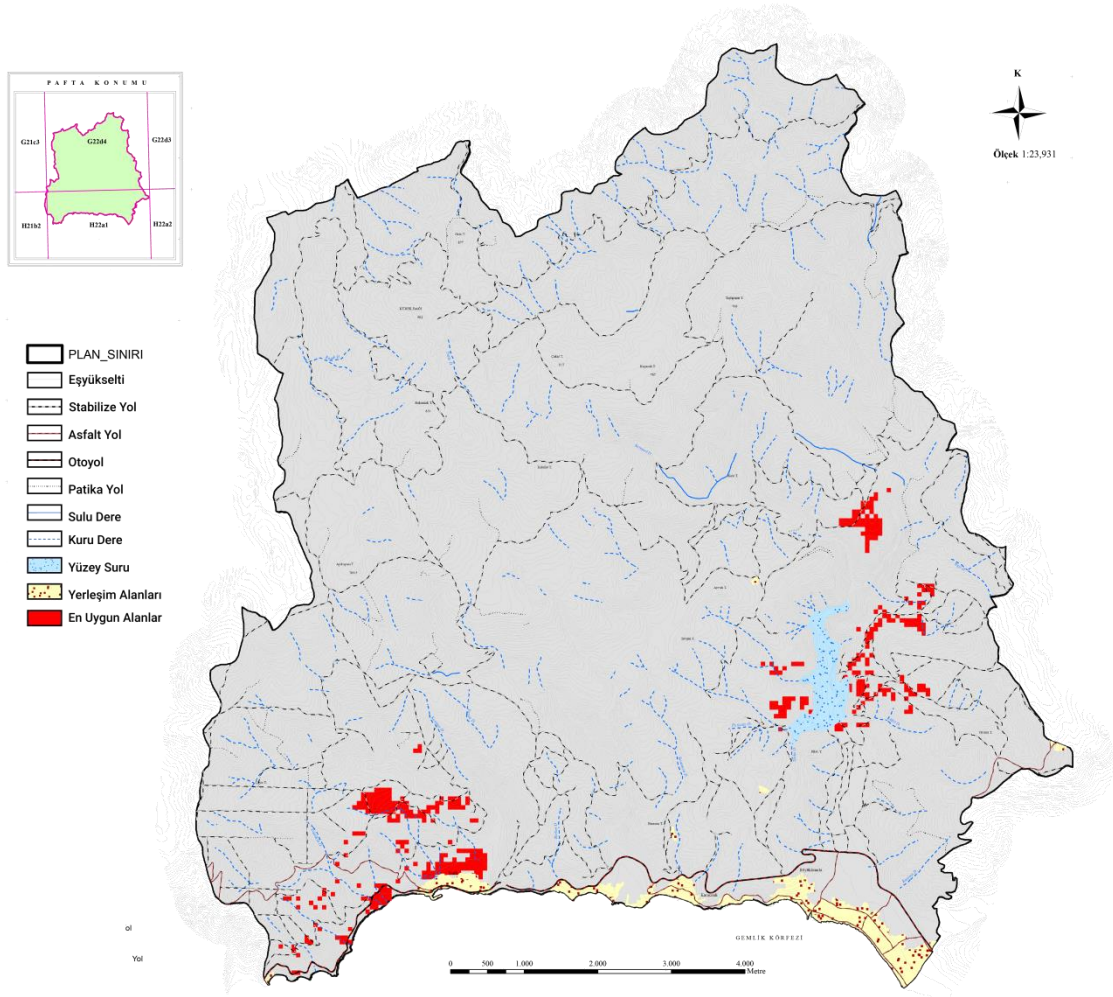 PAFTA KONUMU
G21c3
G22d4
G22d3
H21b2
H22a1
H22a2
K
Ölçek 1:23,931
PLAN_SINIRI
Eşyükselti
Stabilize Yol
Asfalt Yol
Otoyol
Patika Yol
Sulu Dere
Kuru Dere
Yüzey Suru
Yerleşim Alanları
En Uygun Alanlar
ol
Yol
GEMLİK KÖRFEZİ
0 500 1.000 2.000 3.000 4.000
Metre